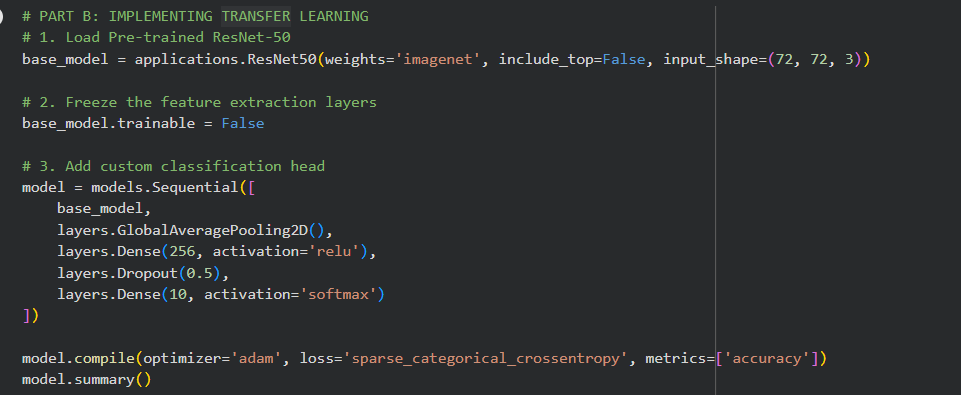 # PART B: IMPLEMENTING TRANSFER LEARNING
# 1. Load Pre-trained ResNet-50
base_model = applications.ResNet50(weights='imagenet', include_top=False, input_shape=(72, 72, 3))

# 2. Freeze the feature extraction layers
base_model.trainable = False

# 3. Add custom classification head
model = models.Sequential([
    base_model,
    layers.GlobalAveragePooling2D(),
    layers.Dense(256, activation='relu'),
    layers.Dropout(0.5),
    layers.Dense(10, activation='softmax')
])

model.compile(optimizer='adam', loss='sparse_categorical_crossentropy', metrics=['accuracy'])
model.summary()